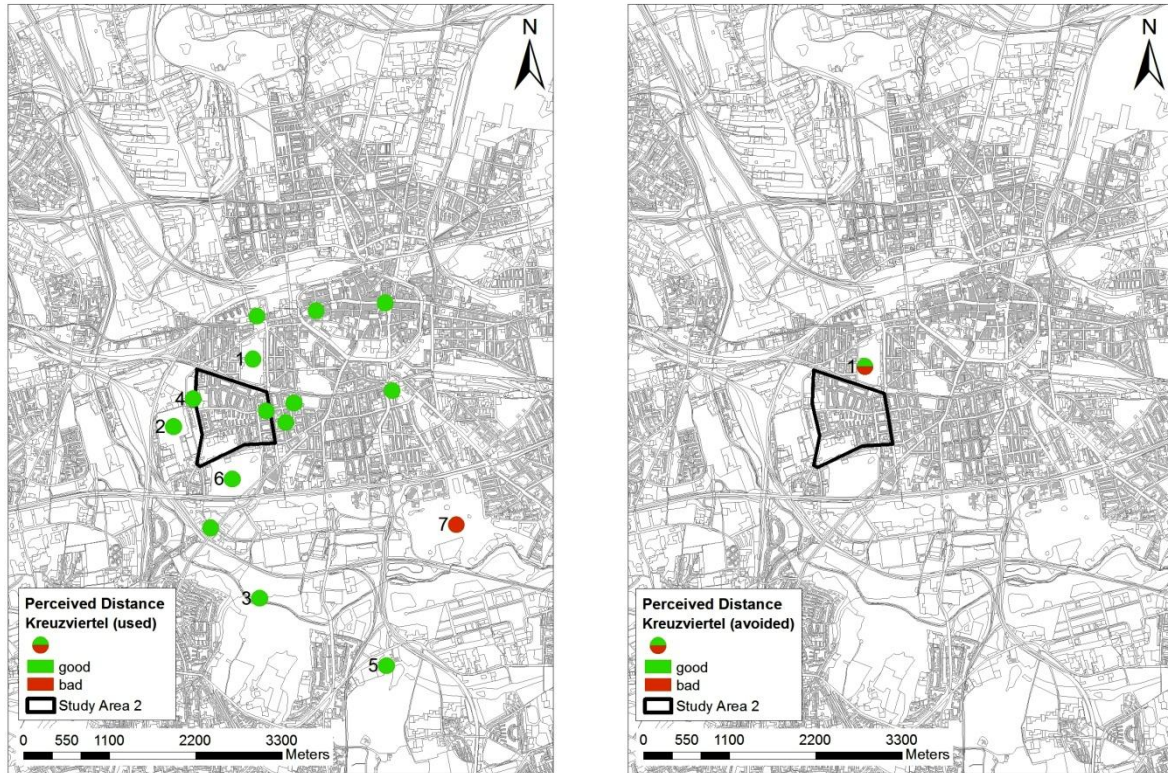 N
1
4
2
6
7
3
5
Perceived Distance
Kreuzviertel (used)
good
bad
Study Area 2
0 550 1100 2200 3300
Meters
N
1
Perceived Distance
Kreuzviertel (avoided)
good
bad
Study Area 2
0 550 1100 2200 3300
Meters